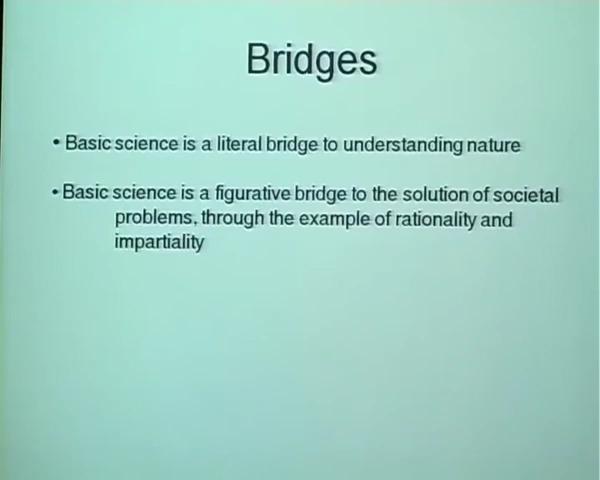 Bridges
• Basic science is a literal bridge to understanding nature
• Basic science is a figurative bridge to the solution of societal
problems, through the example of rationality and
impartiality